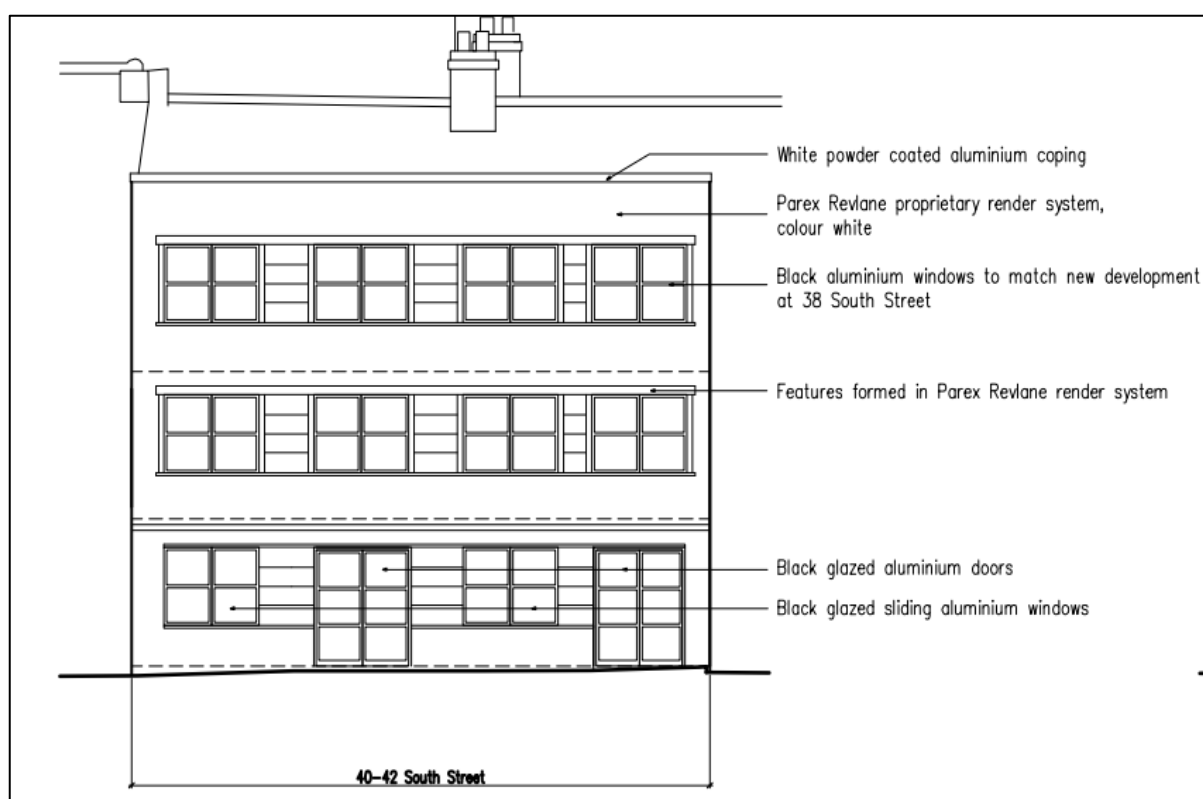 White powder coated aluminium coping
Parex Revlane proprietary render system,
colour white
Black aluminium windows to match new development
at 38 South Street
Features formed in Parex Revlane render system
Black glazed aluminium doors
Black glazed sliding aluminium windows
40-42 South Street